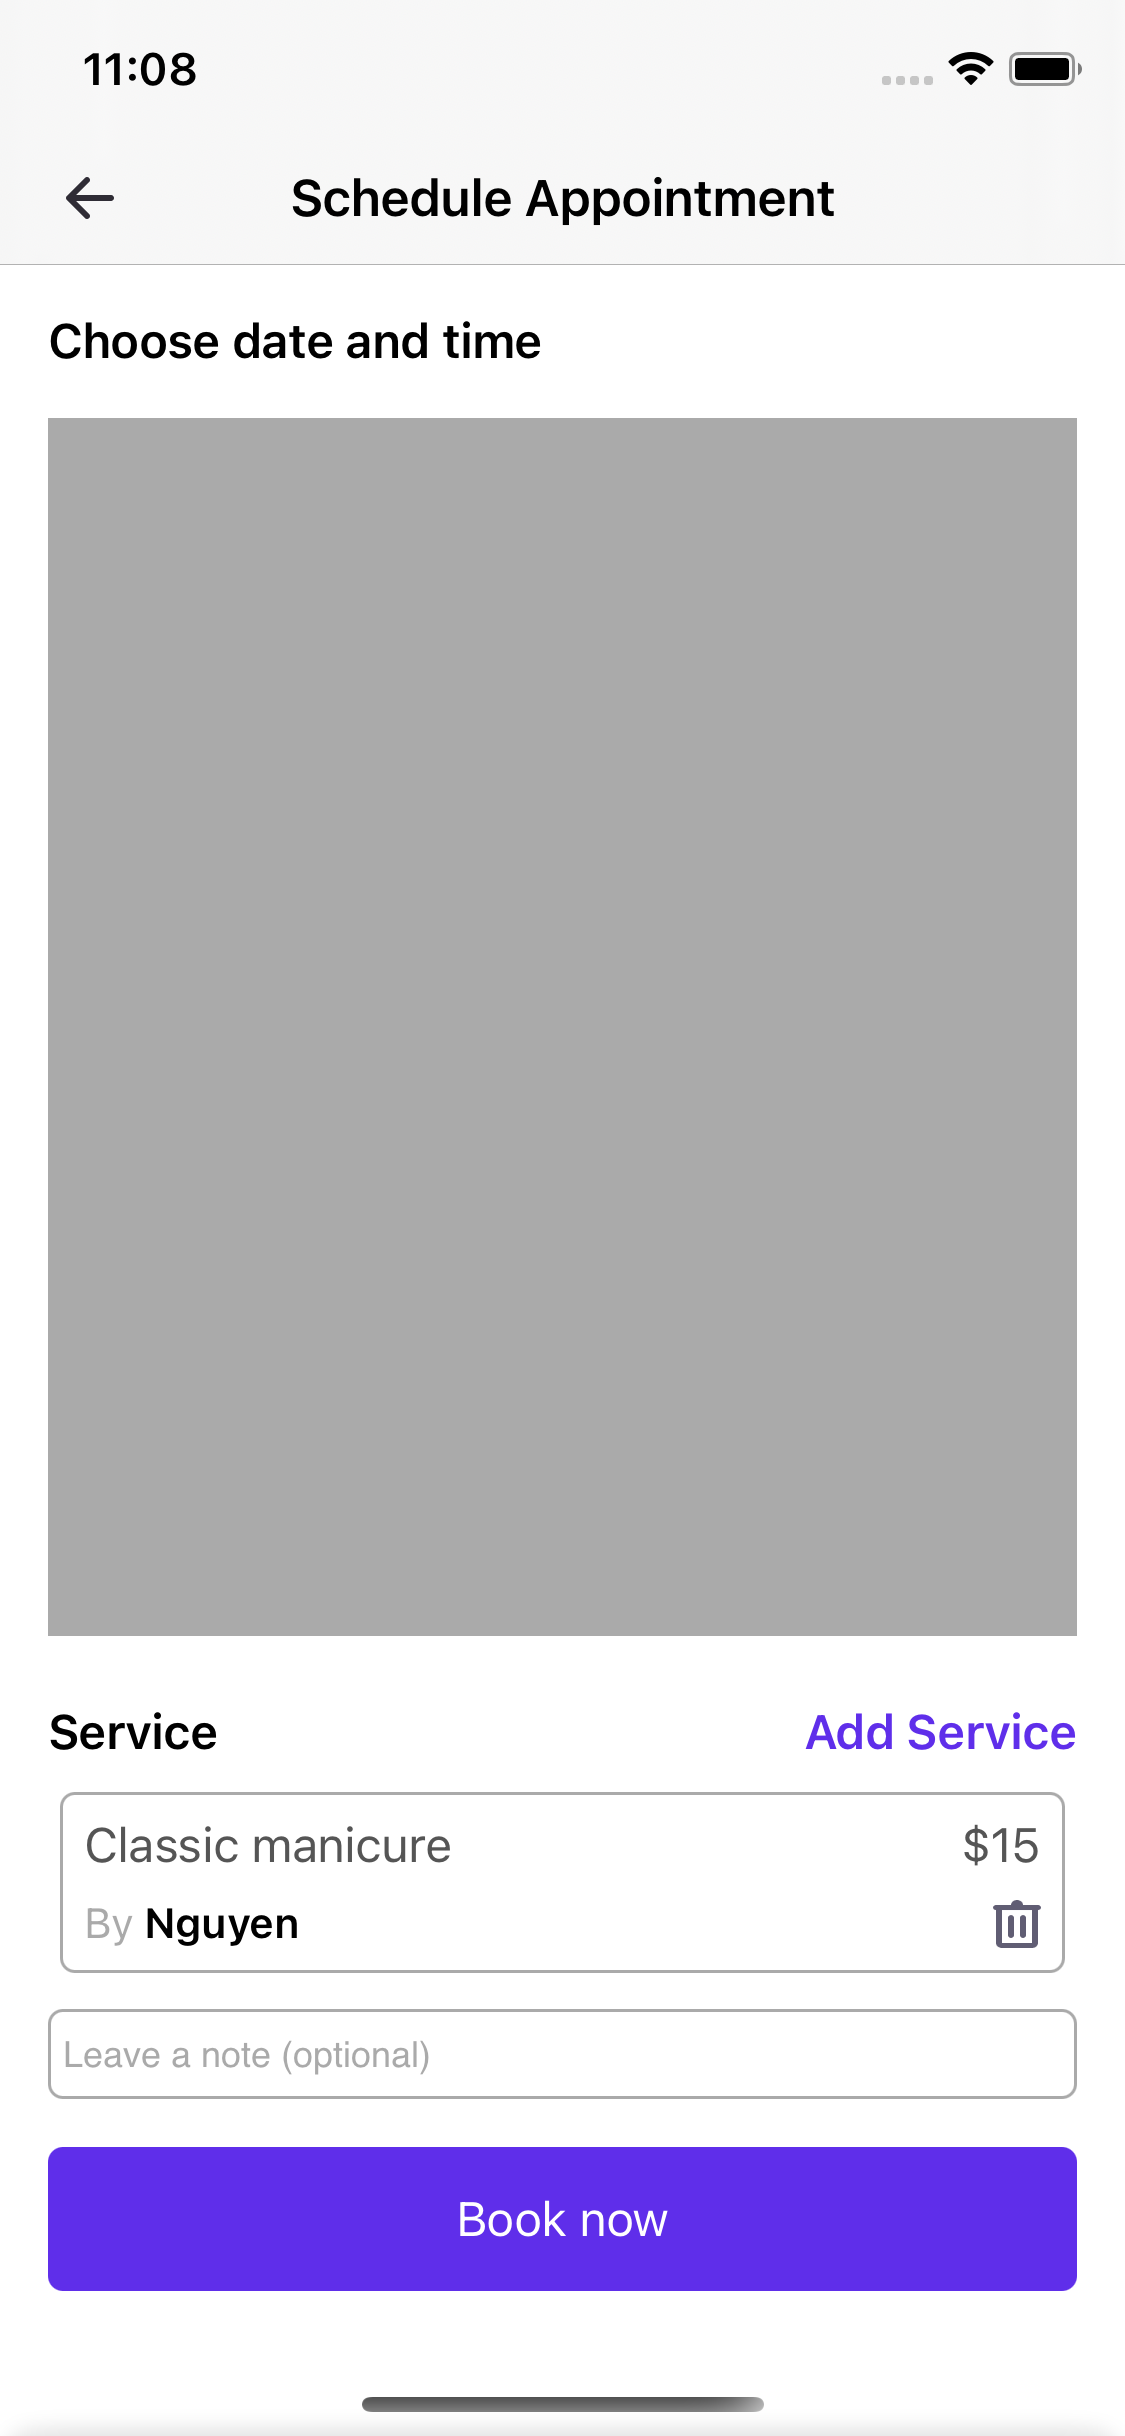 11:08
Schedule Appointment
Choose date and time
Service
Add Service
Classic manicure
$15
By Nguyen
Leave a note (optional)
Book now